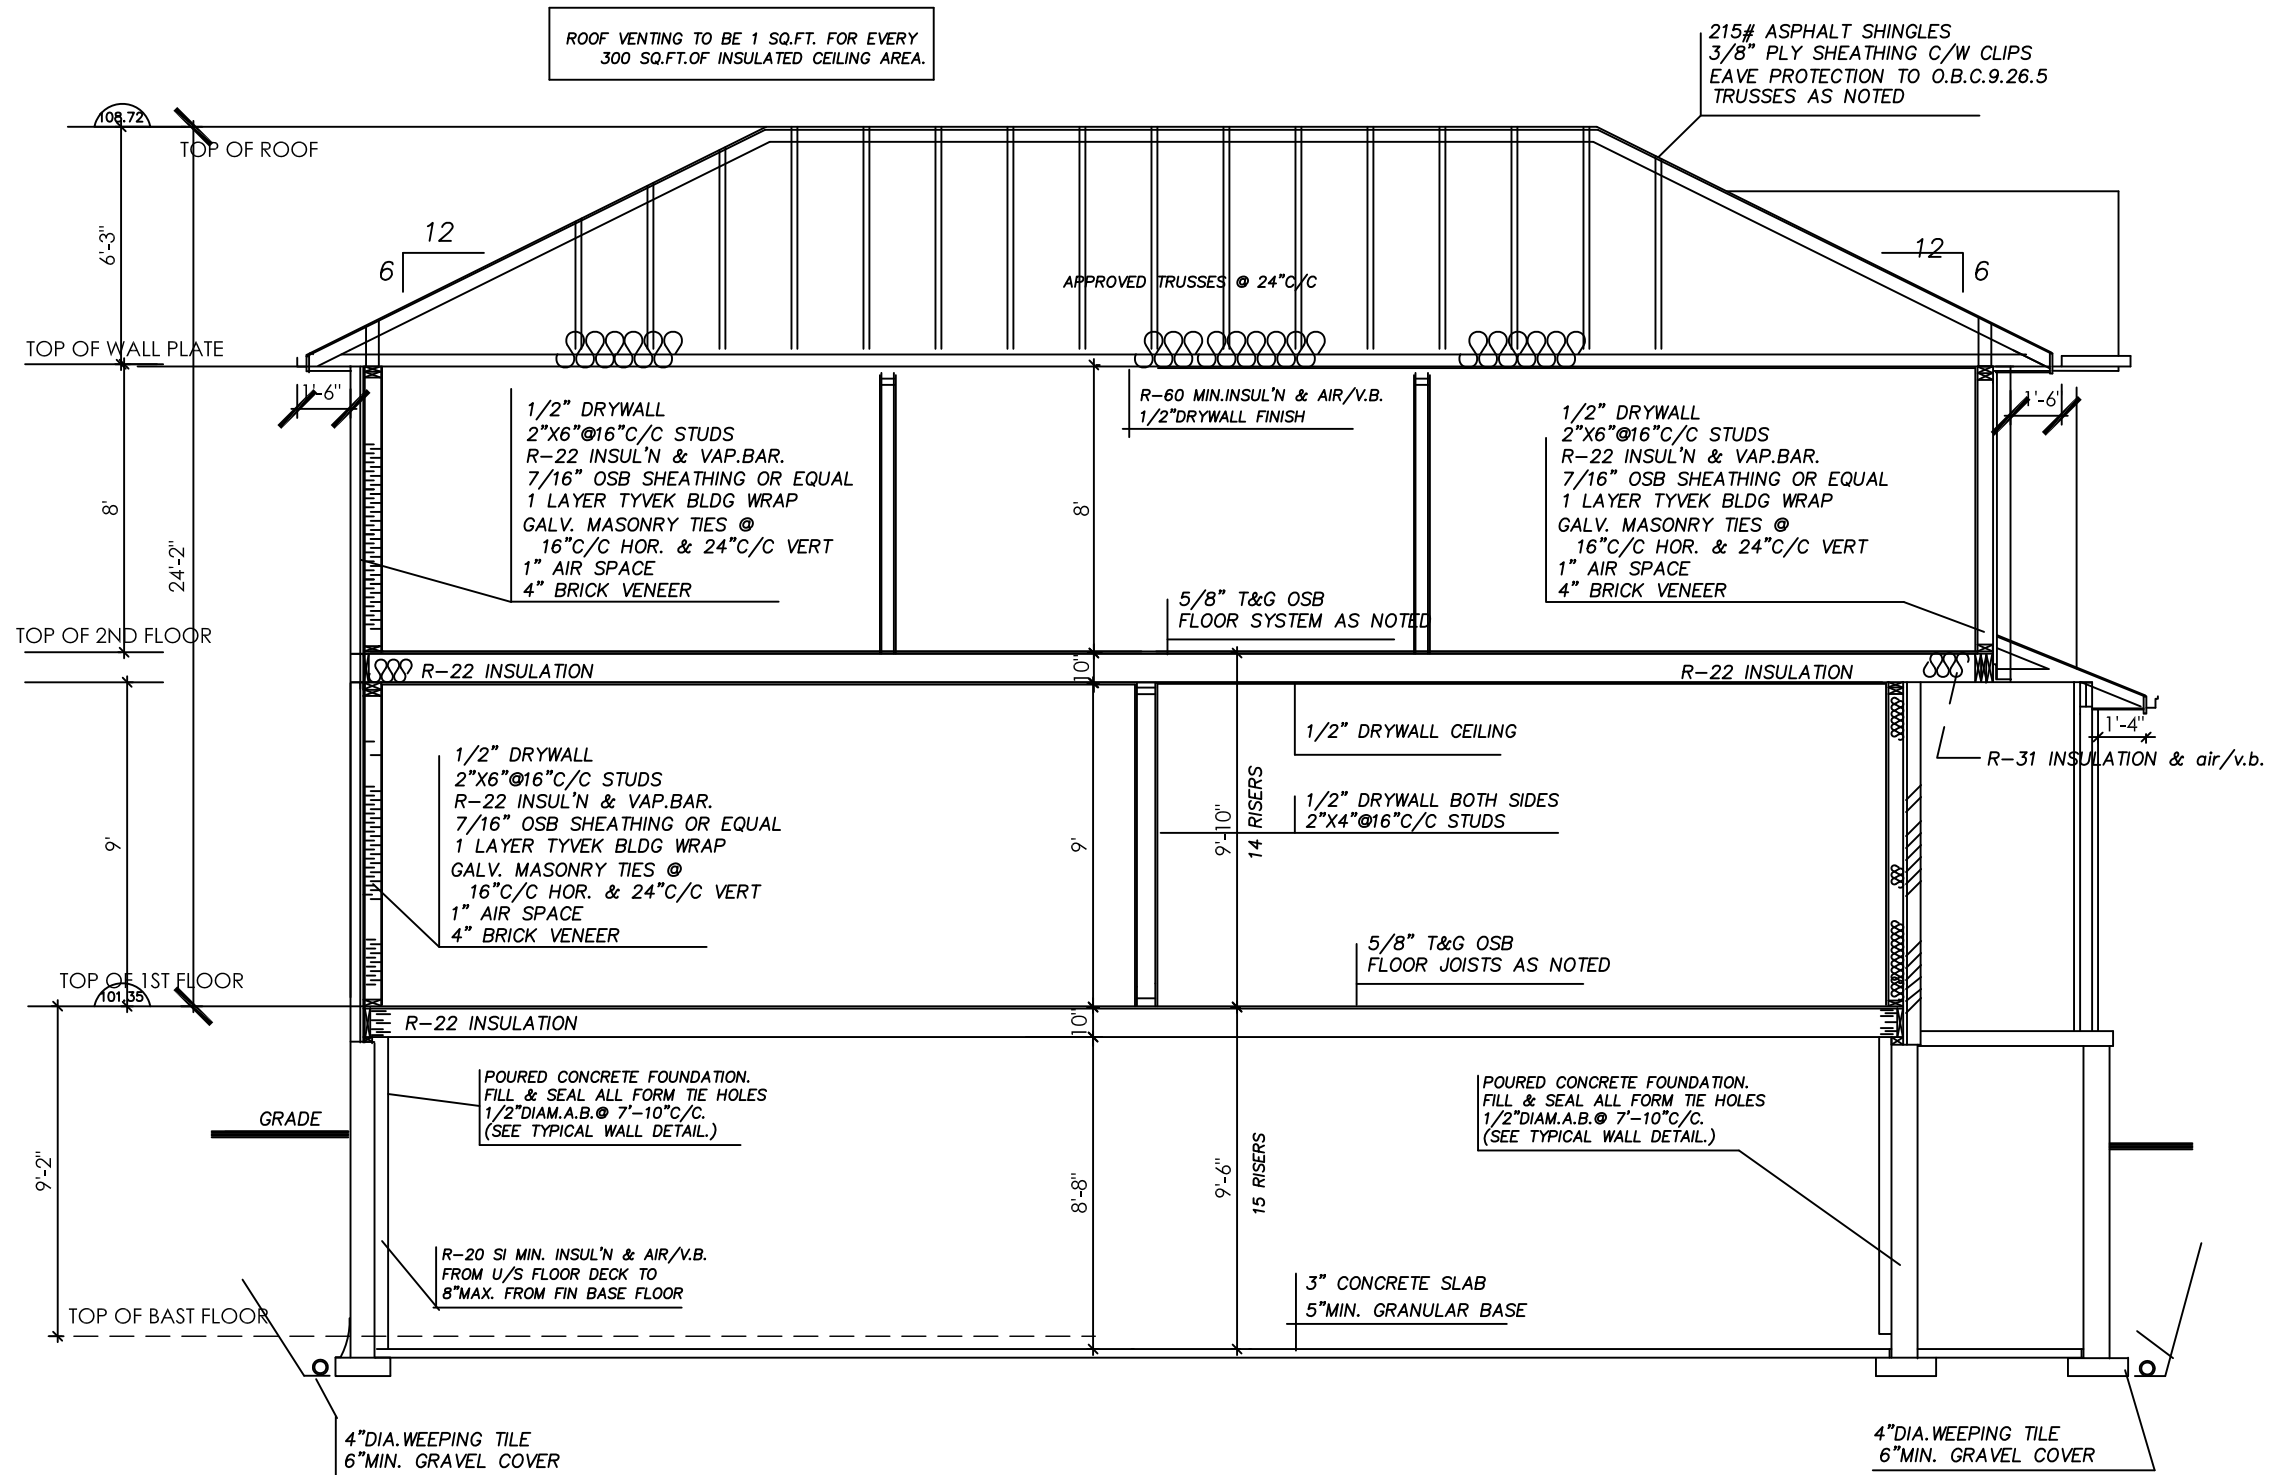 ROOF VENTING TO BE 1 SQ.FT. FOR EVERY
300 SQ.FT.OF INSULATED CEILING AREA.
215# ASPHALT SHINGLES
3/8" PLY SHEATHING C/W CLIPS
EAVE PROTECTION TO O.B.C.9.26.5
TRUSSES AS NOTED
108.72
TOP OF ROOF
6'-3"
12
6
12
6
APPROVED TRUSSES @ 24"C/C
TOP OF WALL PLATE
1'-6"
1'-6"
R-60 MIN.INSUL'N & AIR/V.B.
1/2"DRYWALL FINISH
1/2" DRYWALL
2"X6"@16"C/C STUDS
R-22 INSUL'N & VAP.BAR.
7/16" OSB SHEATHING OR EQUAL
1 LAYER TYVEK BLDG WRAP
GALV. MASONRY TIES @
16"C/C HOR. & 24"C/C VERT
1" AIR SPACE
4" BRICK VENEER
1/2" DRYWALL
2"X6"@16"C/C STUDS
R-22 INSUL'N & VAP.BAR.
7/16" OSB SHEATHING OR EQUAL
1 LAYER TYVEK BLDG WRAP
GALV. MASONRY TIES @
16"C/C HOR. & 24"C/C VERT
1" AIR SPACE
4" BRICK VENEER
8'
24'-2"
8'
5/8" T&G OSB
FLOOR SYSTEM AS NOTED
TOP OF 2ND FLOOR
R-22 INSULATION
10"
R-22 INSULATION
1'-4"
R-31 INSULATION & air/v.b.
1/2" DRYWALL CEILING
1/2" DRYWALL
2"X6"@16"C/C STUDS
R-22 INSUL'N & VAP.BAR.
7/16" OSB SHEATHING OR EQUAL
1 LAYER TYVEK BLDG WRAP
GALV. MASONRY TIES @
16"C/C HOR. & 24"C/C VERT
1" AIR SPACE
4" BRICK VENEER
9'
9'
9'-10"
14 RISERS
1/2" DRYWALL BOTH SIDES
2"X4"@16"C/C STUDS
5/8" T&G OSB
FLOOR JOISTS AS NOTED
TOP OF 1ST FLOOR
101.35
R-22 INSULATION
10"
POURED CONCRETE FOUNDATION.
FILL & SEAL ALL FORM TIE HOLES
1/2"DIAM.A.B.@ 7'-10"C/C.
(SEE TYPICAL WALL DETAIL.)
POURED CONCRETE FOUNDATION.
FILL & SEAL ALL FORM TIE HOLES
1/2"DIAM.A.B.@ 7'-10"C/C.
(SEE TYPICAL WALL DETAIL.)
GRADE
9'-2"
8'-8"
9'-6"
15 RISERS
R-20 SI MIN. INSUL'N & AIR/V.B.
FROM U/S FLOOR DECK TO
8"MAX. FROM FIN BASE FLOOR
3" CONCRETE SLAB
5"MIN. GRANULAR BASE
TOP OF BAST FLOOR
4"DIA.WEEPING TILE
6"MIN. GRAVEL COVER
4"DIA.WEEPING TILE
6"MIN. GRAVEL COVER